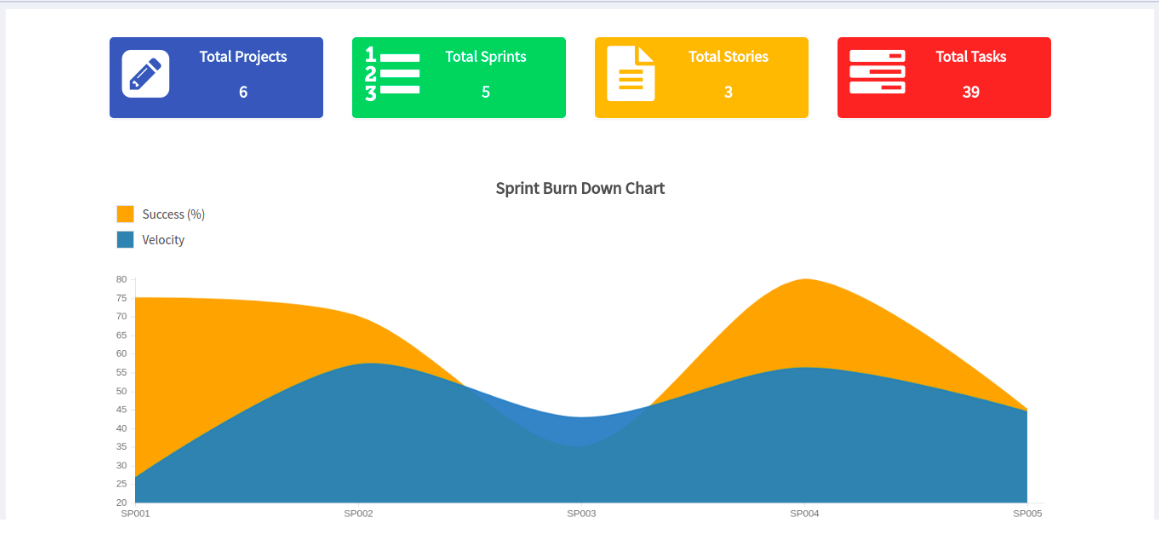 Total Projects
6
Total Sprints
5
Total Stories
3
Total Tasks
39
1
2
3
Sprint Burn Down Chart
Success (%)
Velocity
80
75
70
65
60
55
50
45
40
35
30
25
20
SP001 SP002 SP003 SP004 SP005